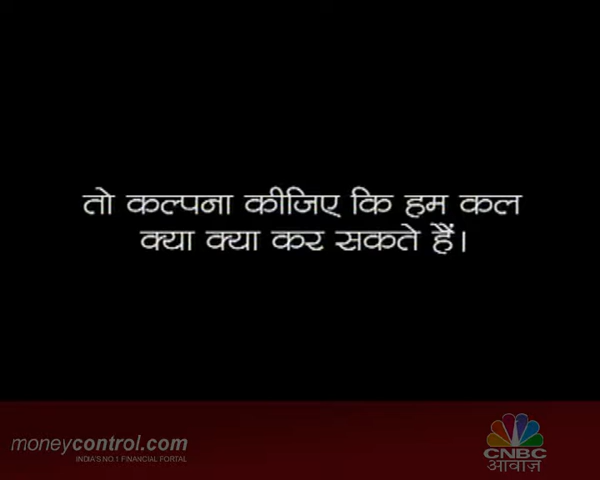 तो कल्पना कीजिए कि हम कल
क्या क्या कर सकते हैं।
moneycontrol.com
INDIA'S NO.1 FINANCIAL PORTAL
CNBC
आवाज़